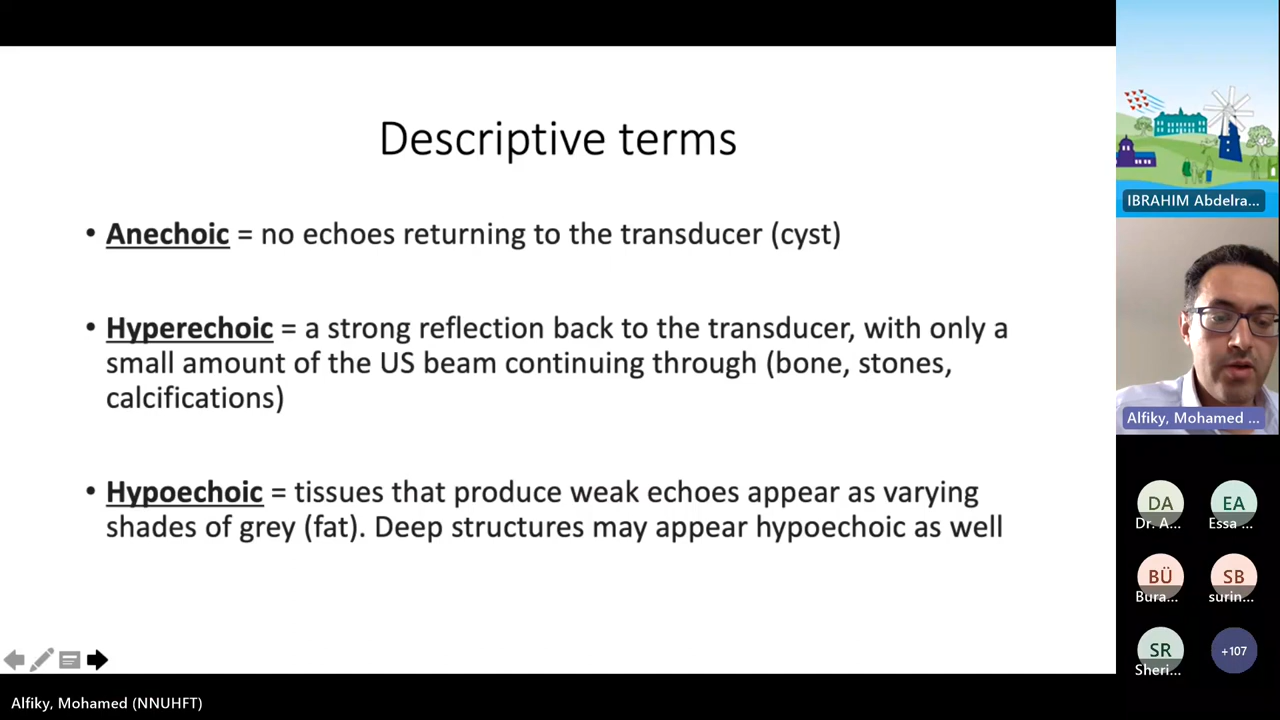 Descriptive terms
• Anechoic = no echoes returning to the transducer (cyst)
• Hyperechoic = a strong reflection back to the transducer, with only a
small amount of the US beam continuing through (bone, stones,
calcifications)
• Hypoechoic = tissues that produce weak echoes appear as varying
shades of grey (fat). Deep structures may appear hypoechoic as well
IBRAHIM Abdelra...
Alfiky, Mohamed ...
DA
Dr. A...
EA
Essa ...
BÜ
Bura...
SB
surin...
SR
Sheri...
+107
Alfiky, Mohamed (NNUHFT)